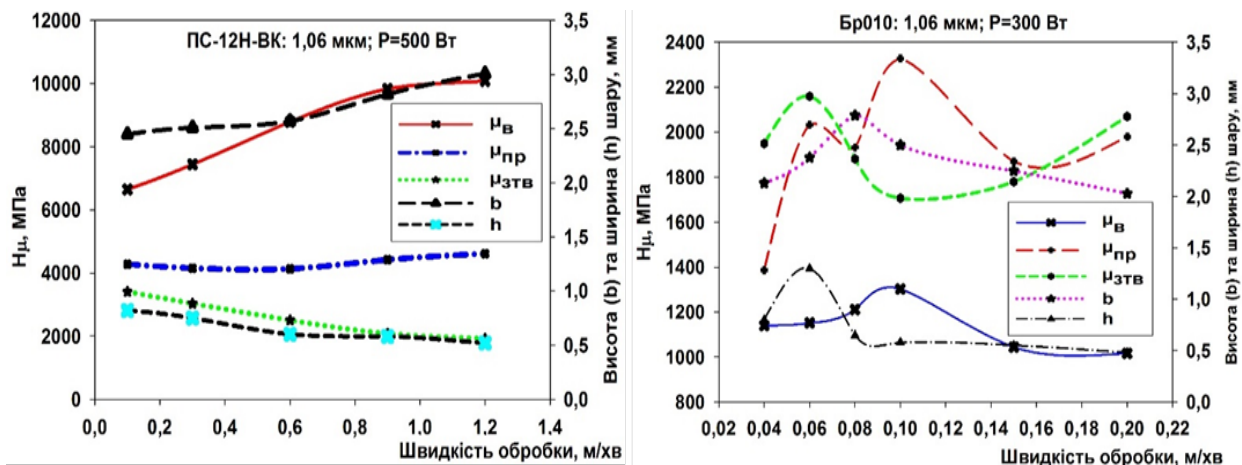 ПС-12Н-ВК: 1,06 мкм; P=500 Вт
Hμ, МПа
12000
10000
8000
6000
4000
2000
0
μв
μпр
μзтв
b
h
3,5
3,0
2,5
2,0
1,5
1,0
0,5
0,0
Висота (b) та ширина (h) шару, мм
0,0 0,2 0,4 0,6 0,8 1.0 1.2 1.4
Швидкість обробки, м/хв
Бр010: 1,06 мкм; P=300 Вт
Hμ, МПа
2400
2200
2000
1800
1600
1400
1200
1000
800
μв
μпр
μзтв
b
h
3,5
3,0
2,5
2,0
1,5
1,0
0,5
0,0
Висота (b) та ширина (h) шару, мм
0,02 0,04 0,06 0,08 0,10 0,12 0,14 0,16 0,18 0,20 0,22
Швидкість обробки, м/хв